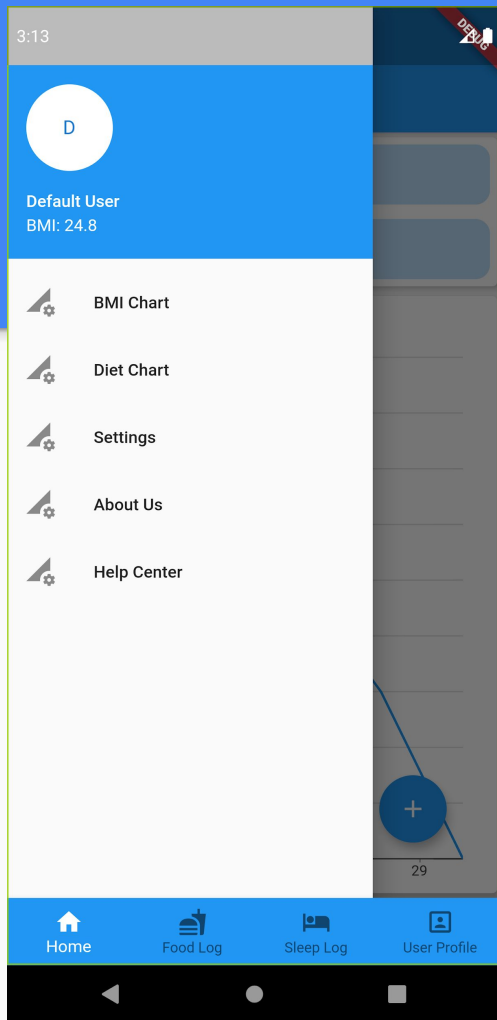 3:13
DEBUG
D
Default User
BMI: 24.8
BMI Chart
Diet Chart
Settings
About Us
Help Center
29
Home
Food Log
Sleep Log
User Profile